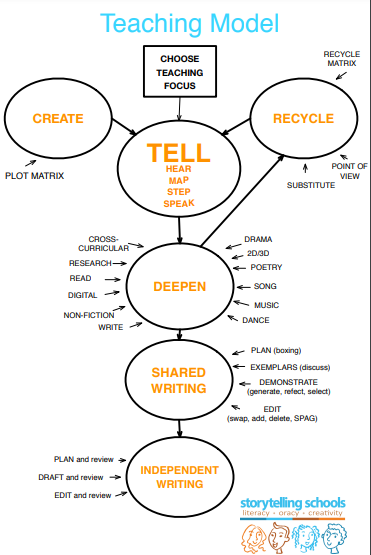 Teaching Model
CHOOSE
TEACHING
FOCUS
RECYCLE
MATRIX
CREATE
RECYCLE
TELL
HEAR
MAP
STEP
SPEAK
PLOT MATRIX
POINT OF
VIEW
SUBSTITUTE
CROSS-
CURRICULAR
RESEARCH
READ
DIGITAL
NON-FICTION
WRITE
DEEPEN
DRAMA
2D/3D
POETRY
SONG
MUSIC
DANCE
SHARED
WRITING
PLAN (boxing)
EXEMPLARS (discuss)
DEMONSTRATE
(generate, refect, select)
EDIT
(swap, add, delete, SPAG)
PLAN and review
DRAFT and review
EDIT and review
INDEPENDENT
WRITING
storytelling schools
literacy • oracy • creativity